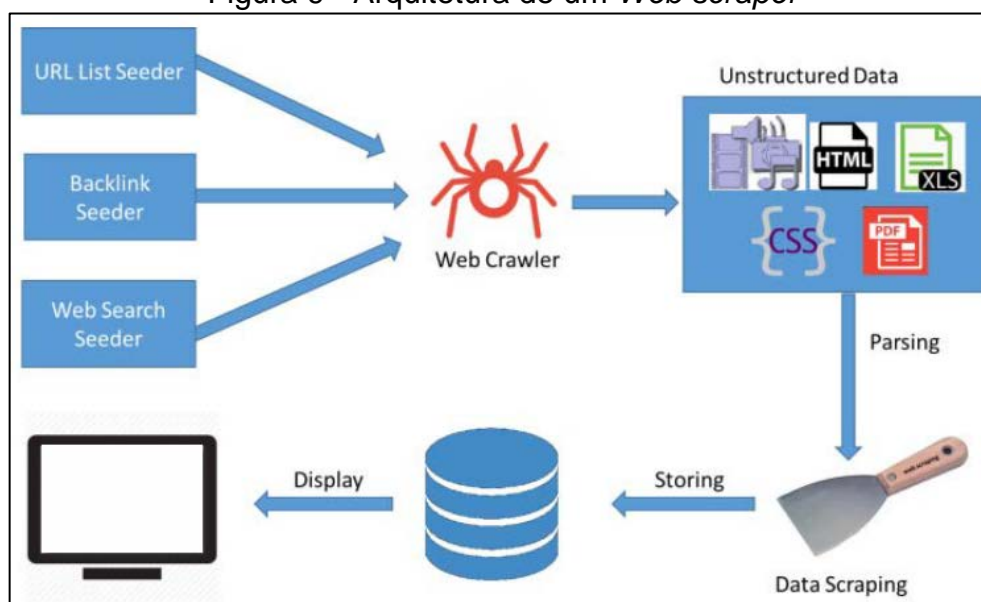 URL List Seeder
Backlink
Seeder
Web Search
Seeder
Web Crawler
Unstructured Data
HTML
XLS
{CSS}
PDF
Parsing
Data Scraping
Storing
Display